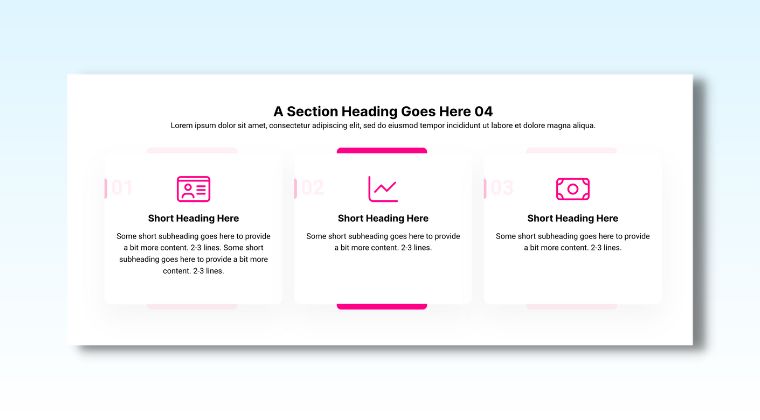 A Section Heading Goes Here 04
Lorem ipsum dolor sit amet, consectetur adipiscing elit, sed do eiusmod tempor incididunt ut labore et dolore magna aliqua.
01
Short Heading Here
Some short subheading goes here to provide
a bit more content. 2-3 lines. Some short
subheading goes here to provide a bit more
content. 2-3 lines.
02
Short Heading Here
Some short subheading goes here to provide
a bit more content. 2-3 lines.
03
Short Heading Here
Some short subheading goes here to provide
a bit more content. 2-3 lines.